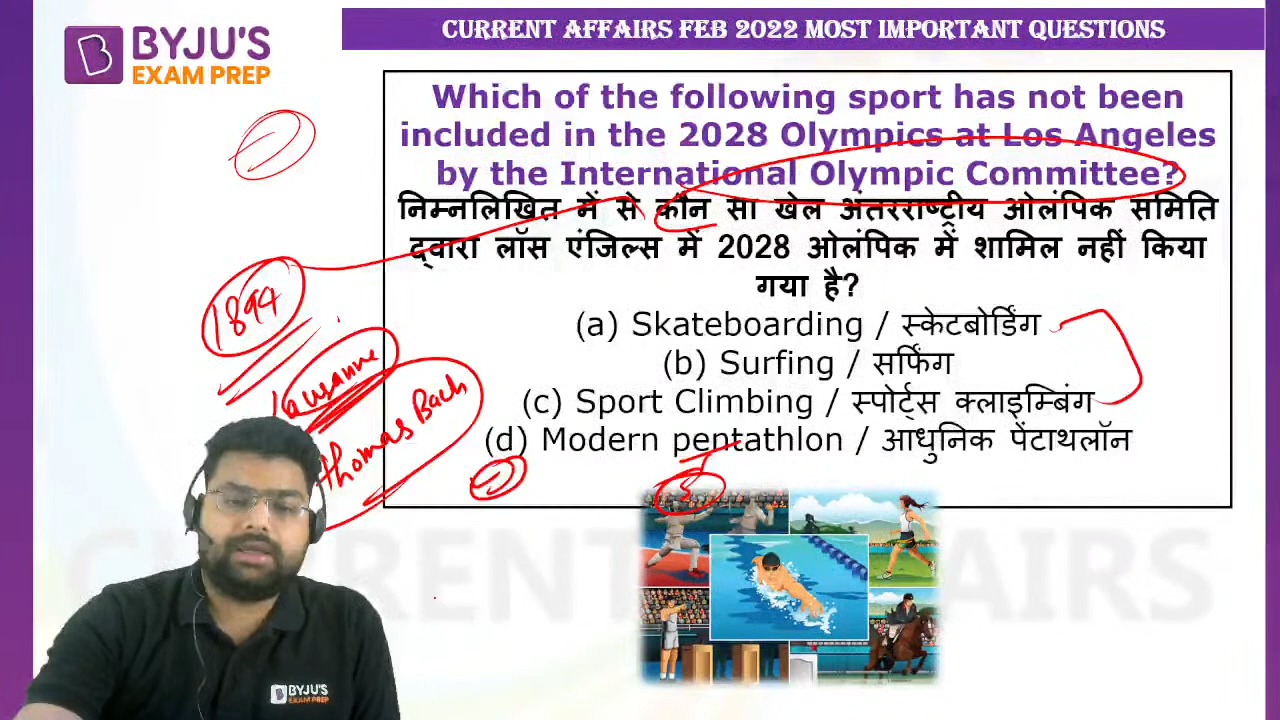 BYJU'S
EXAM PREP
CURRENT AFFAIRS FEB 2022 MOST IMPORTANT QUESTIONS
Which of the following sport has not been
included in the 2028 Olympics at Los Angeles
by the International Olympic Committee?
निम्नलिखित में से कौन सा खेल अंतरराष्ट्रीय ओलंपिक समिति
द्वारा लॉस एंजिल्स में 2028 ओलंपिक में शामिल नहीं किया
गया है?
(a) Skateboarding / स्केटबोर्डिंग
(b) Surfing / सर्फिंग
(c) Sport Climbing / स्पोर्ट्स क्लाइम्बिंग
(d) Modern pentathlon / आधुनिक पेंटाथलॉन
1894
Lausanne
Thomas Bach
5
CURRENT AFFAIRS
BYJU'S
EXAM PREP